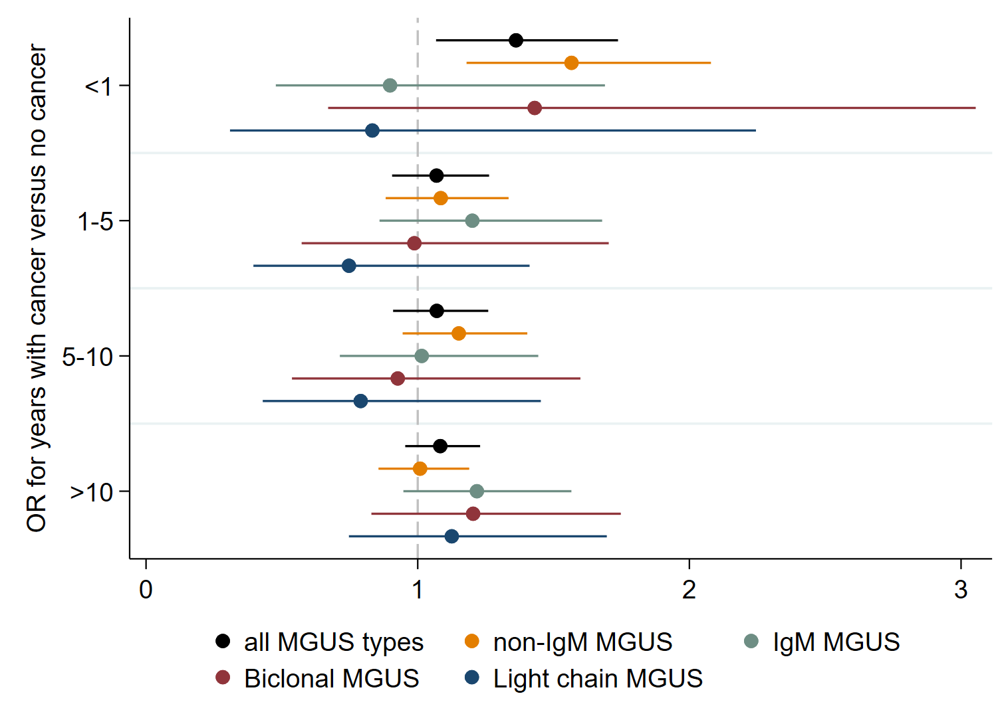 OR for years with cancer versus no cancer
<1
1-5
5-10
>10
0 1 2 3
all MGUS types non-IgM MGUS IgM MGUS
Biclonal MGUS Light chain MGUS